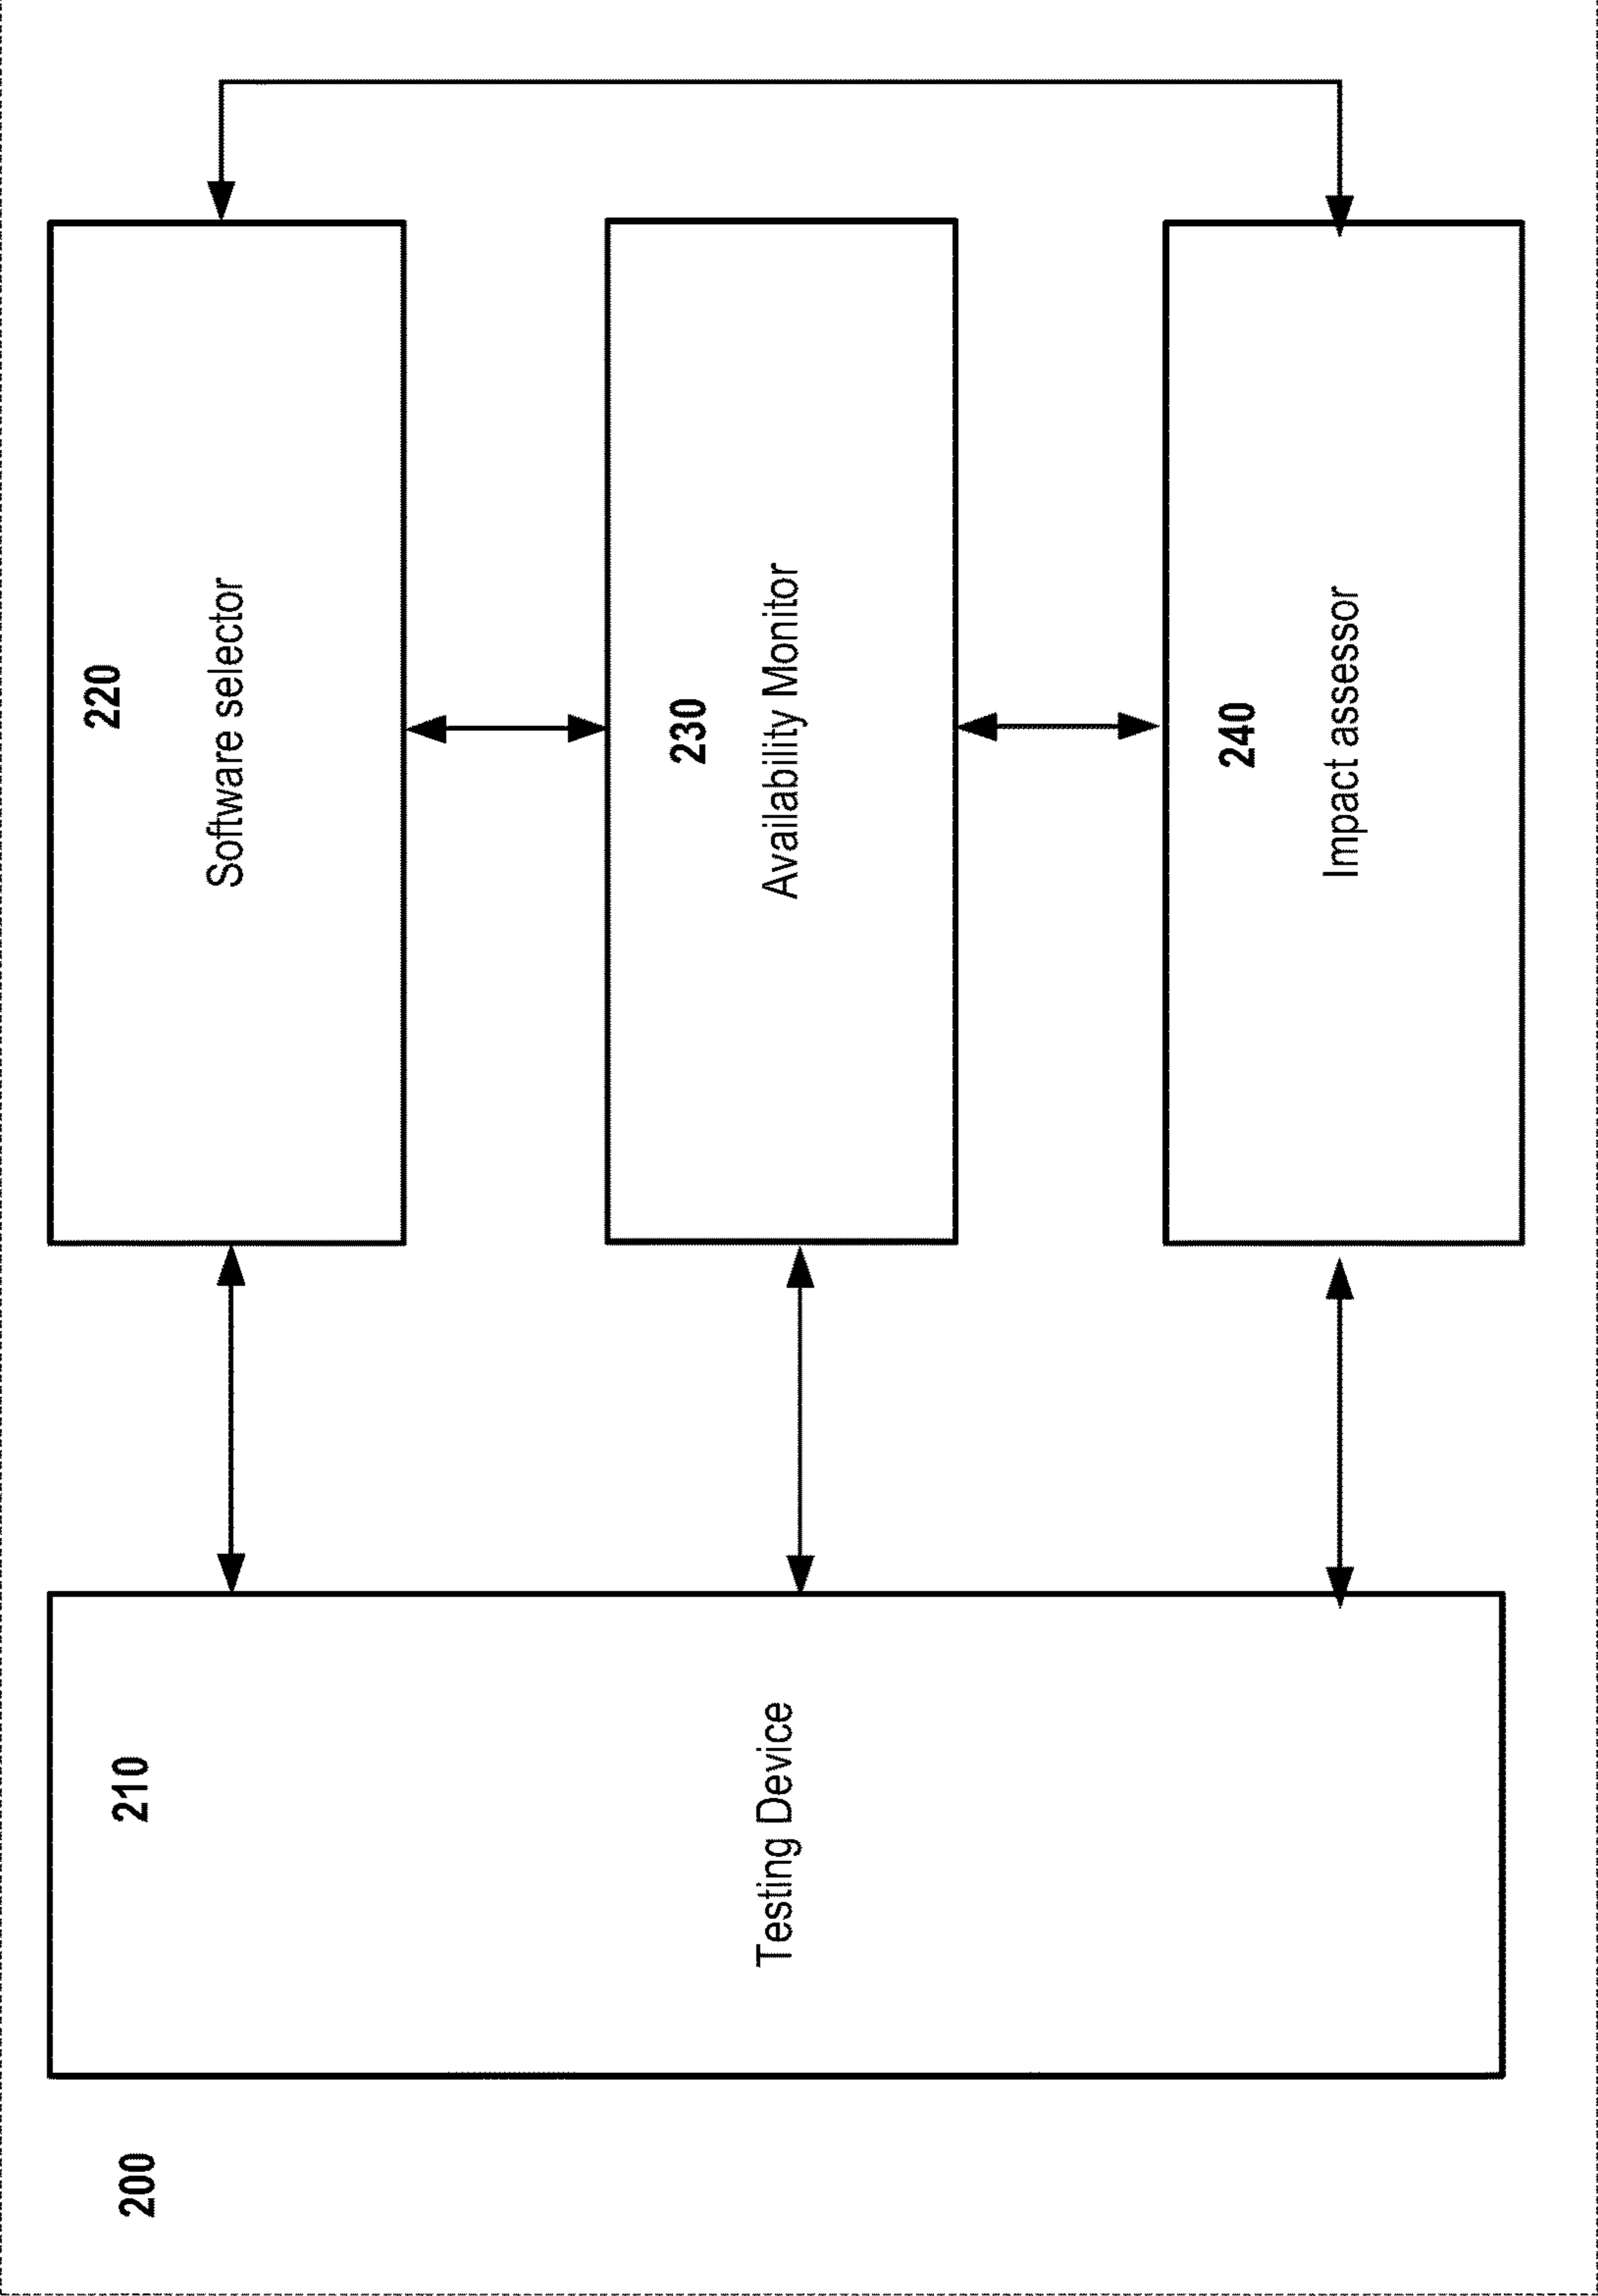 200
210
Testing Device
220
Software selector
230
Availability Monitor
240
Impact assessor